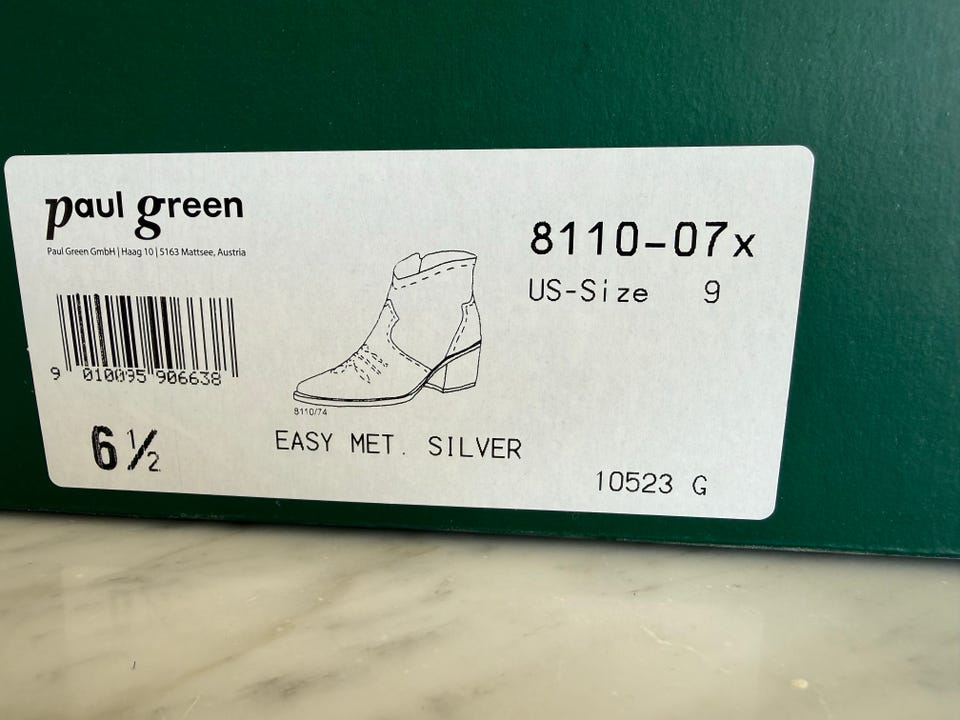 paul green
Paul Green GmbH | Haag 10 | 5163 Mattsee, Austria
8110-07x
US-Size 9
9 010095 906638
8110/74
6 ½
EASY MET. SILVER
10523 G